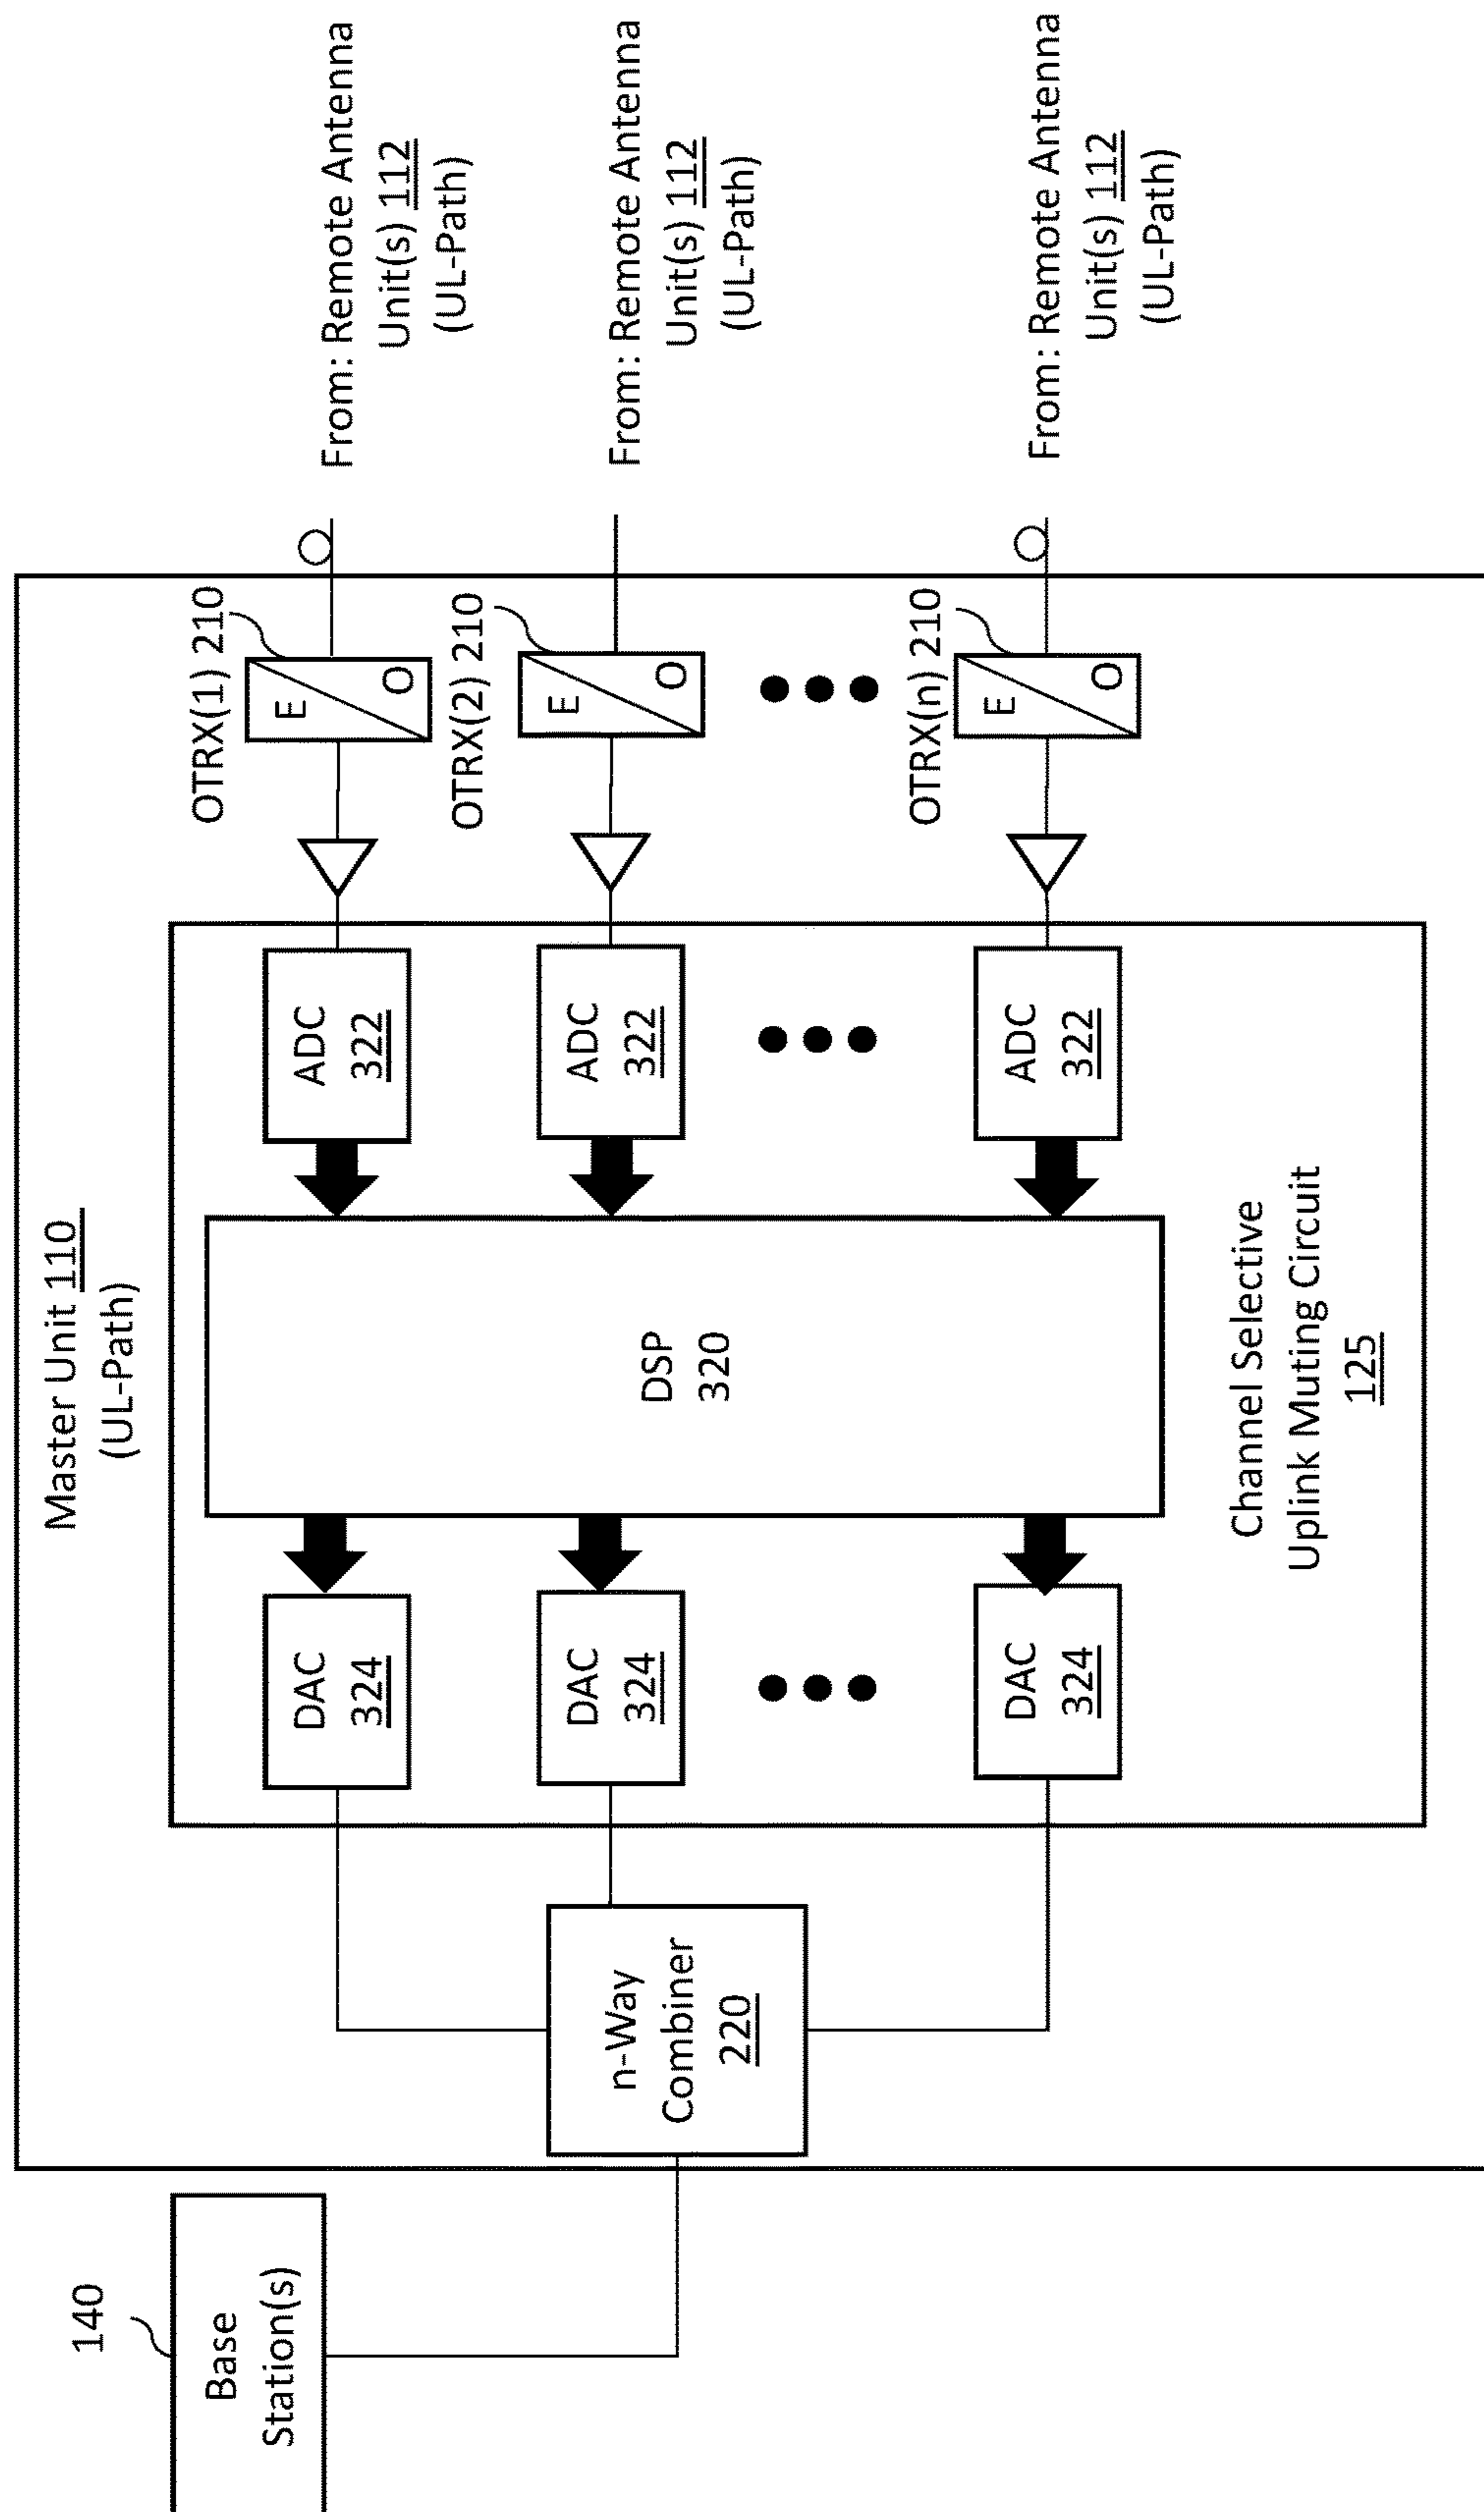 140
Base
Station(s)
Master Unit 110
(UL-Path)
n-Way
Combiner
220
DAC
324
DAC
324
DAC
324
DSP
320
Channel Selective
Uplink Muting Circuit
125
ADC
322
ADC
322
ADC
322
OTRX(1) 210
E
O
OTRX(2) 210
E
O
OTRX(n) 210
E
O
From: Remote Antenna
Unit(s) 112
(UL-Path)
From: Remote Antenna
Unit(s) 112
(UL-Path)
From: Remote Antenna
Unit(s) 112
(UL-Path)